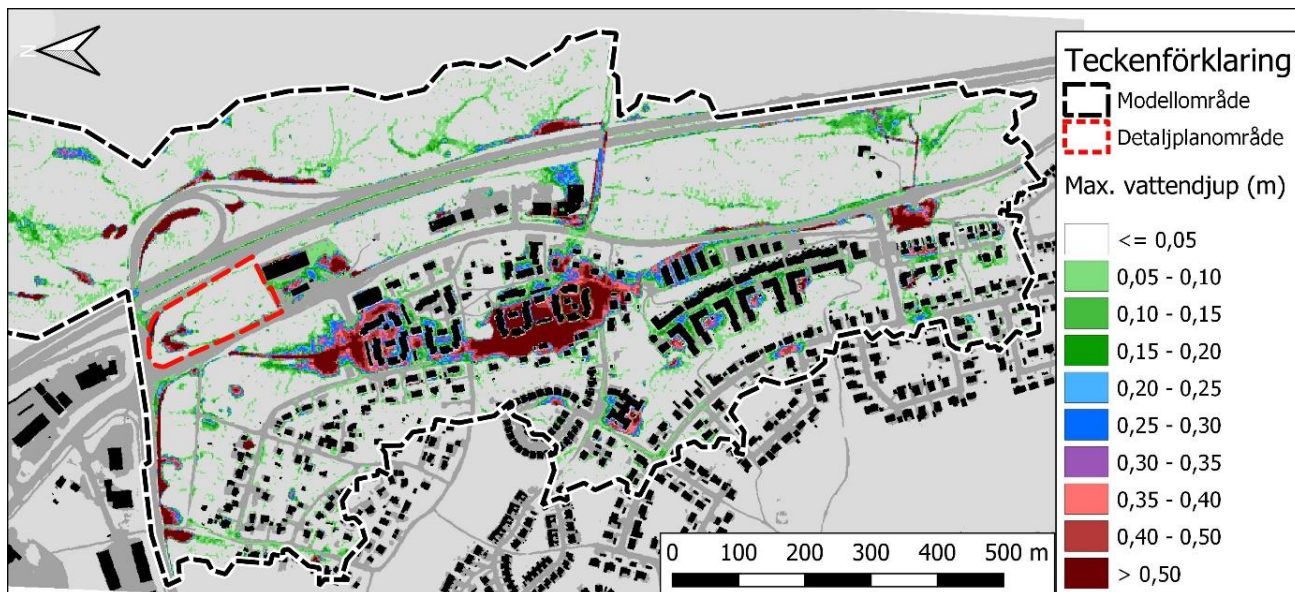 N
Teckenförklaring
Modellområde
Detaljplanområde
Max. vattendjup (m)
<= 0,05
0,05 - 0,10
0,10 - 0,15
0,15 - 0,20
0,20 - 0,25
0,25 - 0,30
0,30 - 0,35
0,35 - 0,40
0,40 - 0,50
> 0,50
0 100 200 300 400 500 m